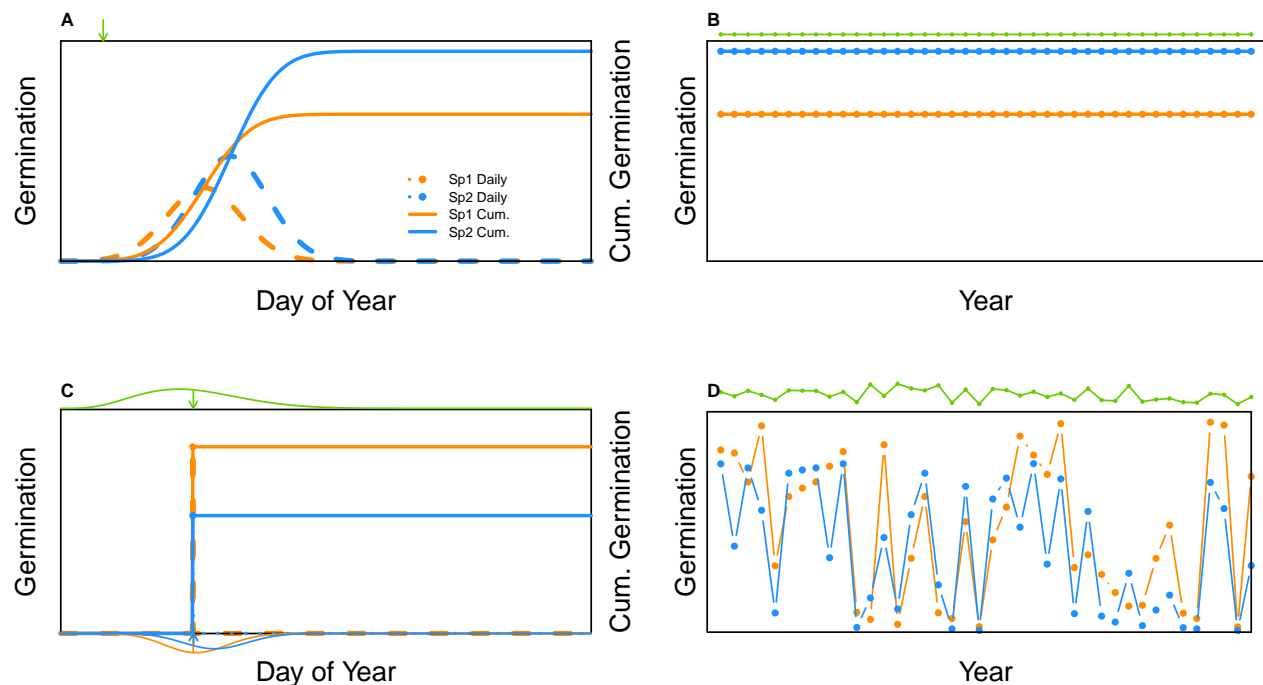 A
Germination
Cum. Germination
Sp1 Daily
Sp2 Daily
Sp1 Cum.
Sp2 Cum.
Day of Year
B
Germination
Year
C
Germination
Cum. Germination
Day of Year
D
Germination
Year